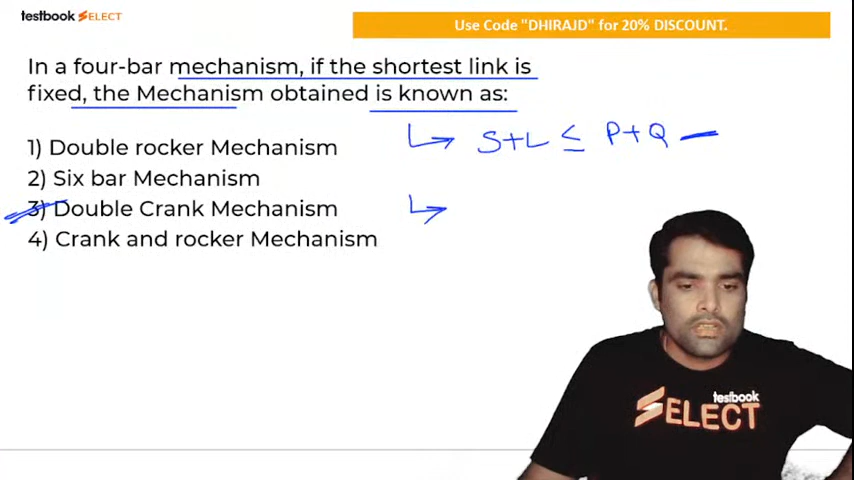 testbook SELECT
Use Code "DHIRAJD" for 20% DISCOUNT.
In a four-bar mechanism, if the shortest link is
fixed, the Mechanism obtained is known as:
1) Double rocker Mechanism
S+L ≤ P+Q
2) Six bar Mechanism
3) Double Crank Mechanism
4) Crank and rocker Mechanism
testbook
SELECT